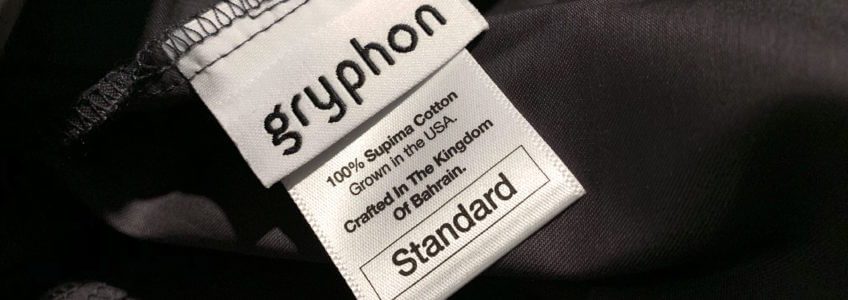 gryphon
100% Supima Cotton
Grown in the USA.
Crafted In The Kingdom
Of Bahrain.
Standard